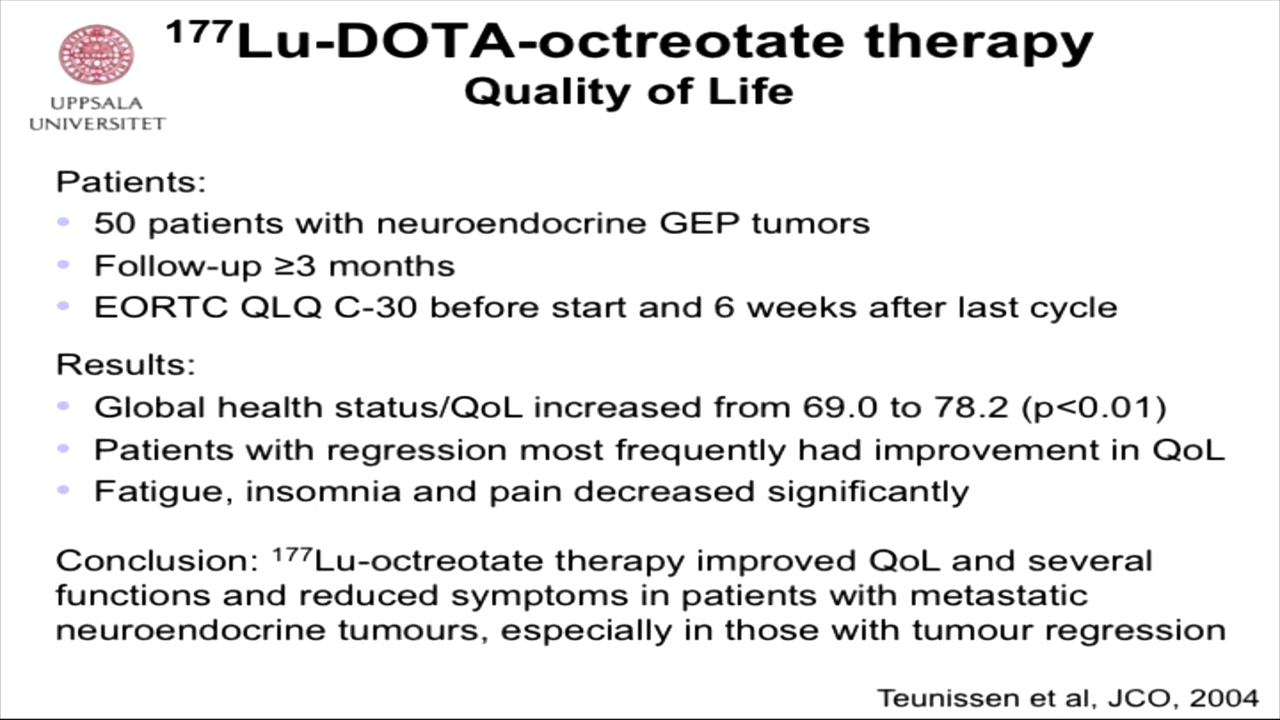 ¹⁷⁷Lu-DOTA-octreotate therapy
Quality of Life
UPPSALA
UNIVERSITET
Patients:
• 50 patients with neuroendocrine GEP tumors
• Follow-up ≥3 months
• EORTC QLQ C-30 before start and 6 weeks after last cycle
Results:
• Global health status/QoL increased from 69.0 to 78.2 (p<0.01)
• Patients with regression most frequently had improvement in QoL
• Fatigue, insomnia and pain decreased significantly
Conclusion: ¹⁷⁷Lu-octreotate therapy improved QoL and several
functions and reduced symptoms in patients with metastatic
neuroendocrine tumours, especially in those with tumour regression
Teunissen et al, JCO, 2004